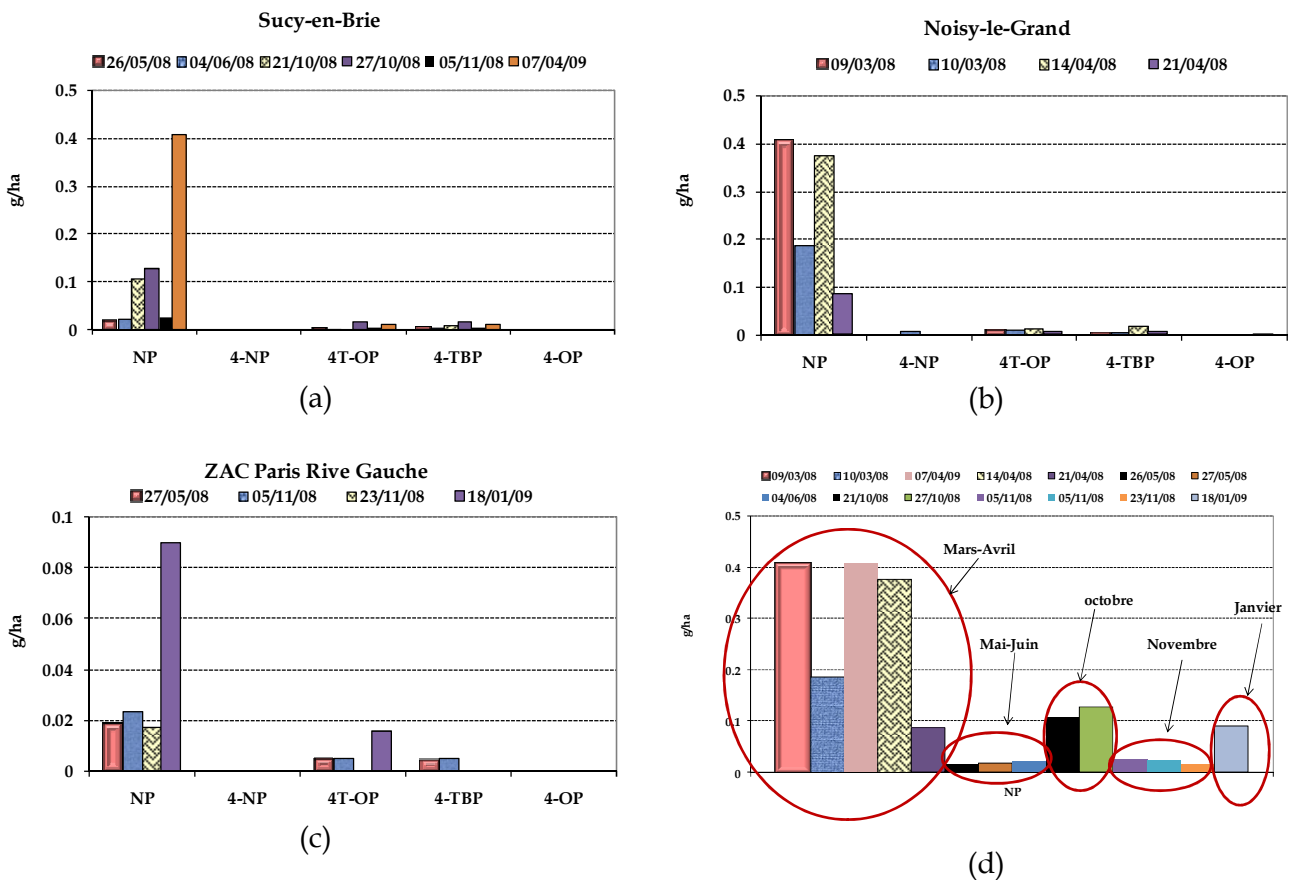 Sucy-en-Brie
26/05/08 04/06/08 21/10/08 27/10/08 05/11/08 07/04/09
0.5
0.4
0.3
0.2
0.1
0
g/ha
NP 4-NP 4T-OP 4-TBP 4-OP
(a)
Noisy-le-Grand
09/03/08 10/03/08 14/04/08 21/04/08
0.5
0.4
0.3
0.2
0.1
0
g/ha
NP 4-NP 4T-OP 4-TBP 4-OP
(b)
ZAC Paris Rive Gauche
27/05/08 05/11/08 23/11/08 18/01/09
0.1
0.08
0.06
0.04
0.02
0
g/ha
NP 4-NP 4T-OP 4-TBP 4-OP
(c)
09/03/08 10/03/08 07/04/09 14/04/08 21/04/08 26/05/08 27/05/08
04/06/08 21/10/08 27/10/08 05/11/08 05/11/08 23/11/08 18/01/09
0.5
0.4
0.3
0.2
0.1
0
g/ha
Mars-Avril
Mai-Juin
octobre
Novembre
Janvier
NP
(d)